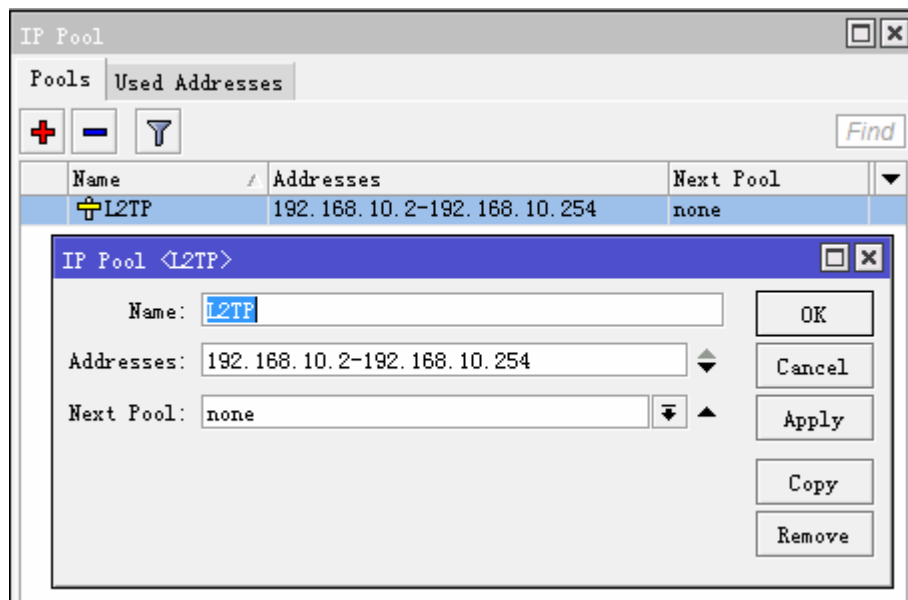 IP Pool
Pools Used Addresses
Find
Name Addresses Next Pool
L2TP 192.168.10.2-192.168.10.254 none
IP Pool <L2TP>
Name: L2TP OK
Addresses: 192.168.10.2-192.168.10.254 Cancel
Next Pool: none Apply
Copy
Remove